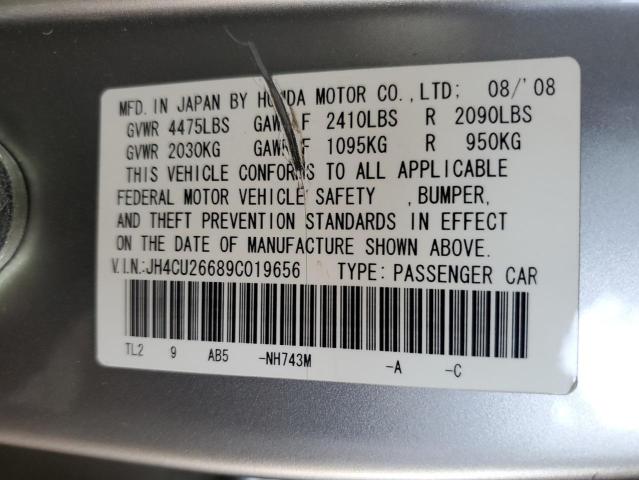 MFD. IN JAPAN BY HONDA MOTOR CO.,LTD; 08/'08
GVWR 4475LBS GAWR F 2410LBS R 2090LBS
GVWR 2030KG GAWR F 1095KG R 950KG
THIS VEHICLE CONFORMS TO ALL APPLICABLE
FEDERAL MOTOR VEHICLE SAFETY ,BUMPER,
AND THEFT PREVENTION STANDARDS IN EFFECT
ON THE DATE OF MANUFACTURE SHOWN ABOVE.
V.I.N.:JH4CU26689C019656 TYPE: PASSENGER CAR
TL2 9 AB5 -NH743M -A -C